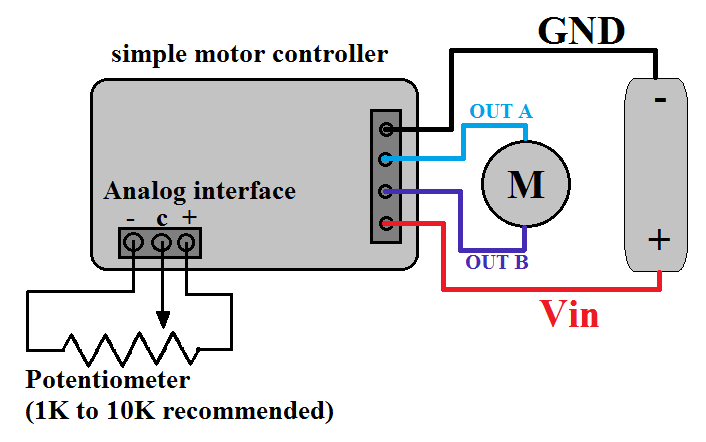 GND
simple motor controller
OUT A
-
M
Analog interface
- c +
+
OUT B
Vin
Potentiometer
(1K to 10K recommended)